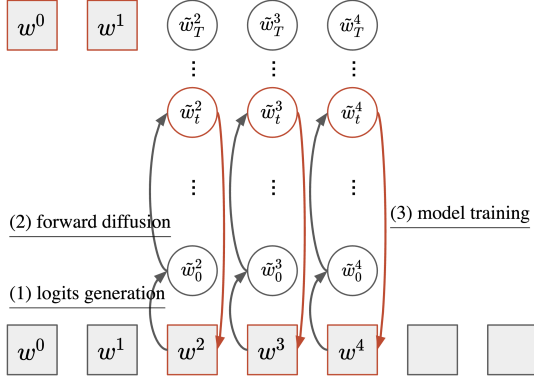 w^0 w^1 w̃_T^2 w̃_T^3 w̃_T^4
⋮ ⋮ ⋮
w̃_t^2 w̃_t^3 w̃_t^4
⋮ ⋮ ⋮
(3) model training
(2) forward diffusion
w̃_0^2 w̃_0^3 w̃_0^4
(1) logits generation
w^0 w^1 w^2 w^3 w^4